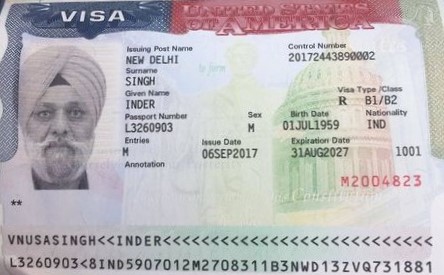 VISA UNITED STATES OF AMERICA
Issuing Post Name Control Number
NEW DELHI 20172443890002
Surname
SINGH
Given Name Visa Type /Class
INDER R B1/B2
Passport Number Sex Birth Date Nationality
L3260903 M 01JUL1959 IND
Entries Issue Date Expiration Date
M 06SEP2017 31AUG2027 1001
Annotation
M2004823
**
VNUSASINGH<<INDER<<<<<<<<<<<<<<<<<<<<<<<<<<<
L3260903<8IND5907012M2708311B3NWD13ZVQ731881